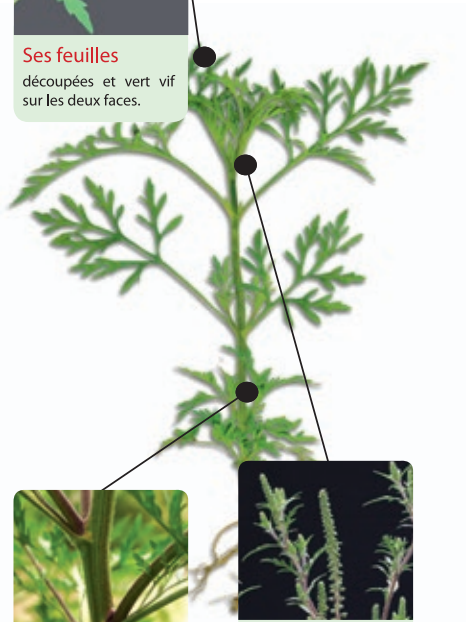 Ses feuilles
découpées et vert vif
sur les deux faces.